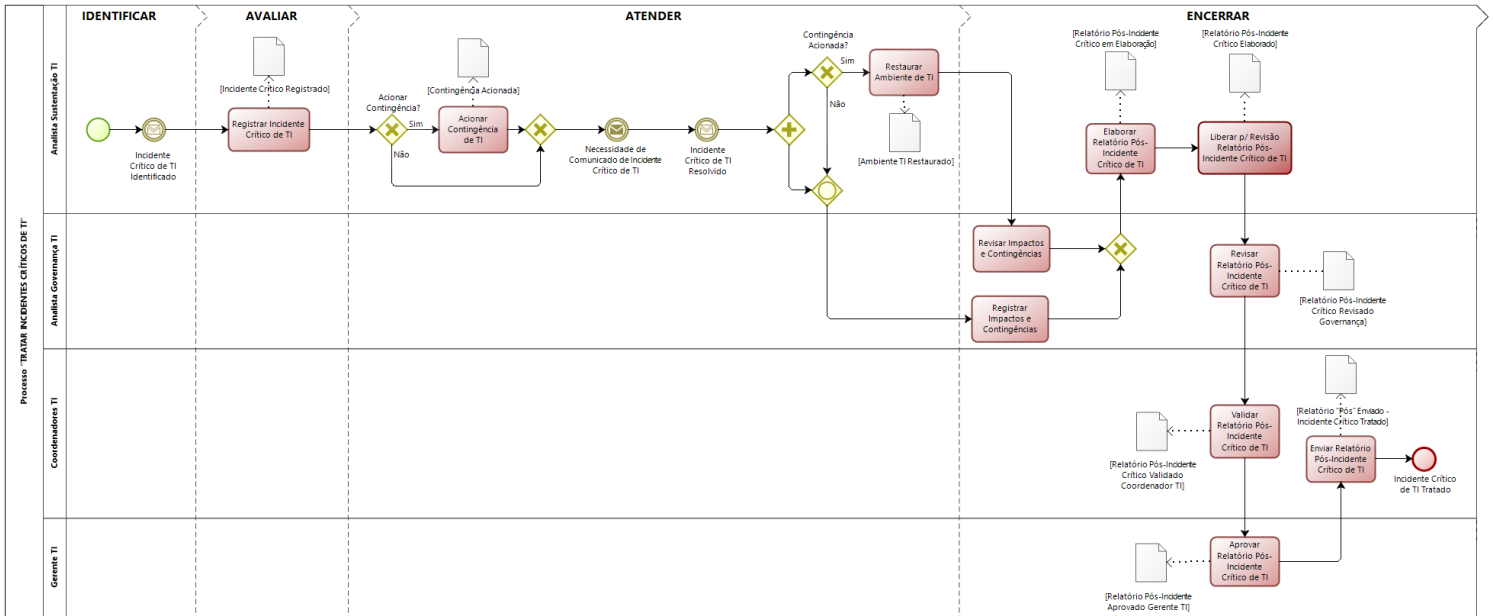 IDENTIFICAR
AVALIAR
ATENDER
ENCERRAR
Processo "TRATAR INCIDENTES CRÍTICOS DE TI"
Analista Sustentação TI
Incidente
Crítico de TI
Identificado
[Incidente Crítico Registrado]
Registrar Incidente
Crítico de TI
Acionar
Contingência?
Sim
Não
[Contingência Acionada]
Acionar
Contingência
de TI
Necessidade de
Comunicado de Incidente
Crítico de TI
Incidente
Crítico de TI
Resolvido
Contingência
Acionada?
Sim
Não
Restaurar
Ambiente de TI
[Ambiente TI Restaurado]
[Relatório Pós-Incidente
Crítico em Elaboração]
Elaborar
Relatório Pós-
Incidente
Crítico de TI
[Relatório Pós-Incidente
Crítico Elaborado]
Liberar p/ Revisão
Relatório Pós-
Incidente Crítico de TI
Analista Governança TI
Revisar Impactos
e Contingências
Registrar
Impactos e
Contingências
Revisar
Relatório Pós-
Incidente
Crítico de TI
[Relatório Pós-Incidente
Crítico Revisado
Governança]
Coordenadores TI
Validar
Relatório Pós-
Incidente
Crítico de TI
[Relatório Pós-Incidente
Crítico Validado
Coordenador TI]
[Relatório "Pós" Enviado -
Incidente Crítico Tratado]
Enviar Relatório
Pós-Incidente
Crítico de TI
Incidente Crítico
de TI Tratado
Gerente TI
Aprovar
Relatório Pós-
Incidente
Crítico de TI
[Relatório Pós-Incidente
Aprovado Gerente TI]